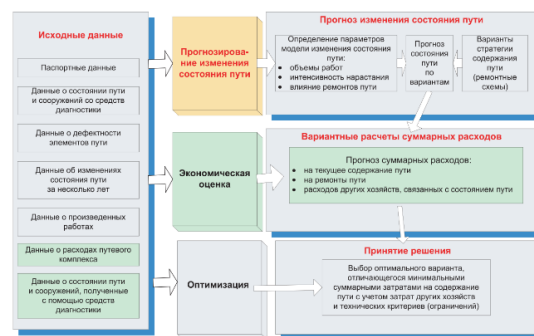 Исходные данные
Паспортные данные
Данные о состоянии пути
и сооружений со средств
диагностики
Данные о дефектности
элементов пути
Данные об изменениях
состояния пути
за несколько лет
Данные о произведенных
работах
Данные о расходах путевого
комплекса
Данные о состоянии пути
и сооружений, полученные
с помощью средств
диагностики
Прогнозирова-
ние изменения
состояния пути
Экономическая
оценка
Оптимизация
Прогноз изменения состояния пути
Определение параметров
модели изменения состояния
пути:
• объемы работ
• интенсивность нарастания
• влияние ремонтов пути
Прогноз
состояния
пути
по
вариантам
Варианты
стратегии
содержания
пути
(ремонтные
схемы)
Вариантные расчеты суммарных расходов
Прогноз суммарных расходов:
• на текущее содержание пути
• на ремонты пути
• расходов других хозяйств, связанных с состоянием пути
Принятие решения
Выбор оптимального варианта,
отличающегося минимальными
суммарными затратами на содержание
пути с учетом затрат других хозяйств
и технических критериев (ограничений)